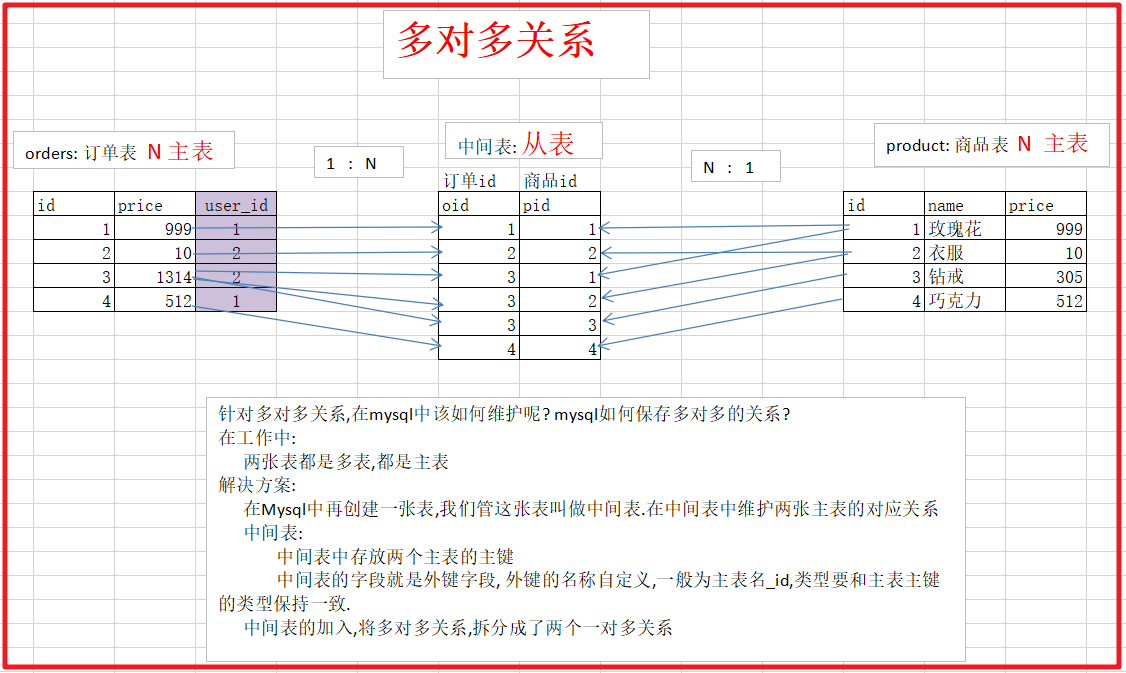 多对多关系
orders: 订单表 N 主表
1 : N
中间表: 从表
N : 1
product: 商品表 N 主表
订单id 商品id
id price user_id
oid pid
id name price
1 999 1
1 1
1 玫瑰花 999
2 10 2
2 2
2 衣服 10
3 1314 2
3 1
3 钻戒 305
4 512 1
3 2
4 巧克力 512
3 3
4 4
针对多对多关系,在mysql中该如何维护呢? mysql如何保存多对多的关系?
在工作中:
两张表都是多表,都是主表
解决方案:
在Mysql中再创建一张表,我们管这张表叫做中间表.在中间表中维护两张主表的对应关系
中间表:
中间表中存放两个主表的主键
中间表的字段就是外键字段, 外键的名称自定义,一般为主表名_id,类型要和主表主键
的类型保持一致.
中间表的加入,将多对多关系,拆分成了两个一对多关系